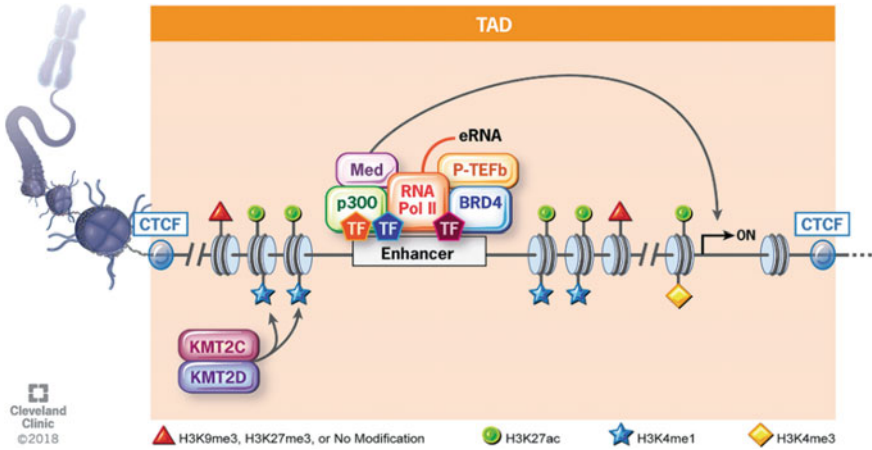 TAD
eRNA
Med
P-TEFb
p300
RNA
Pol II
BRD4
TF
TF
TF
Enhancer
CTCF
ON
CTCF
KMT2C
KMT2D
Cleveland
Clinic
©2018
H3K9me3, H3K27me3, or No Modification
H3K27ac
H3K4me1
H3K4me3